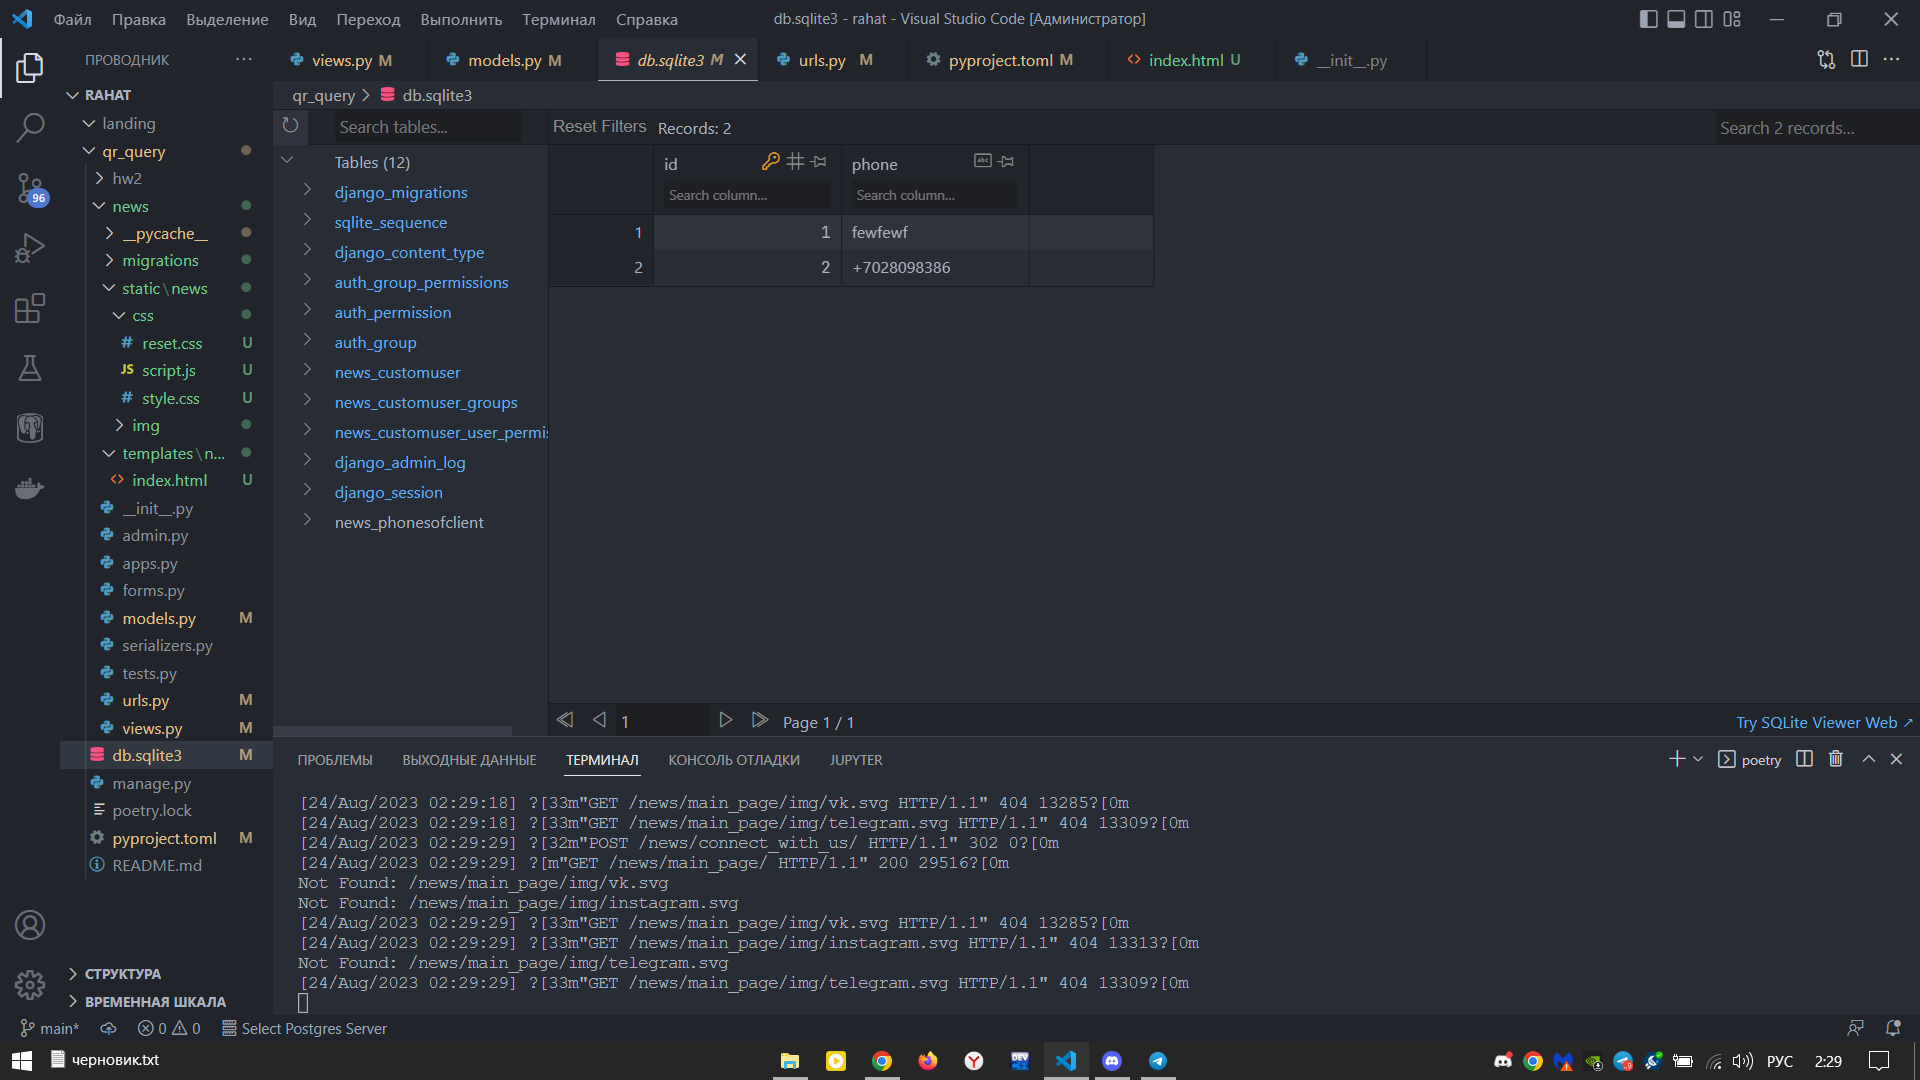 Файл Правка Выделение Вид Переход Выполнить Терминал Справка
db.sqlite3 - rahat - Visual Studio Code [Администратор]
ПРОВОДНИК ···
views.py M
models.py M
db.sqlite3 M
urls.py M
pyproject.toml M
index.html U
__init__.py
qr_query > db.sqlite3
RAHAT
landing
qr_query
hw2
news
__pycache__
migrations
static\news
css
# reset.css U
JS script.js U
# style.css U
img
templates\n...
<> index.html U
__init__.py
admin.py
apps.py
forms.py
models.py M
serializers.py
tests.py
urls.py M
views.py M
db.sqlite3 M
manage.py
poetry.lock
pyproject.toml M
README.md
СТРУКТУРА
ВРЕМЕННАЯ ШКАЛА
96
Search tables...
Tables (12)
django_migrations
sqlite_sequence
django_content_type
auth_group_permissions
auth_permission
auth_group
news_customuser
news_customuser_groups
news_customuser_user_permis
django_admin_log
django_session
news_phonesofclient
Reset Filters Records: 2
Search 2 records...
id phone
Search column... Search column...
1 1 fewfewf
2 2 +7028098386
1 Page 1 / 1
Try SQLite Viewer Web ↗
ПРОБЛЕМЫ ВЫХОДНЫЕ ДАННЫЕ ТЕРМИНАЛ КОНСОЛЬ ОТЛАДКИ JUPYTER
poetry
[24/Aug/2023 02:29:18] ?[33m"GET /news/main_page/img/vk.svg HTTP/1.1" 404 13285?[0m
[24/Aug/2023 02:29:18] ?[33m"GET /news/main_page/img/telegram.svg HTTP/1.1" 404 13309?[0m
[24/Aug/2023 02:29:29] ?[32m"POST /news/connect_with_us/ HTTP/1.1" 302 0?[0m
[24/Aug/2023 02:29:29] ?[m"GET /news/main_page/ HTTP/1.1" 200 29516?[0m
Not Found: /news/main_page/img/vk.svg
Not Found: /news/main_page/img/instagram.svg
[24/Aug/2023 02:29:29] ?[33m"GET /news/main_page/img/vk.svg HTTP/1.1" 404 13285?[0m
[24/Aug/2023 02:29:29] ?[33m"GET /news/main_page/img/instagram.svg HTTP/1.1" 404 13313?[0m
Not Found: /news/main_page/img/telegram.svg
[24/Aug/2023 02:29:29] ?[33m"GET /news/main_page/img/telegram.svg HTTP/1.1" 404 13309?[0m
main* 0 0 Select Postgres Server
черновик.txt
DEV
РУС 2:29